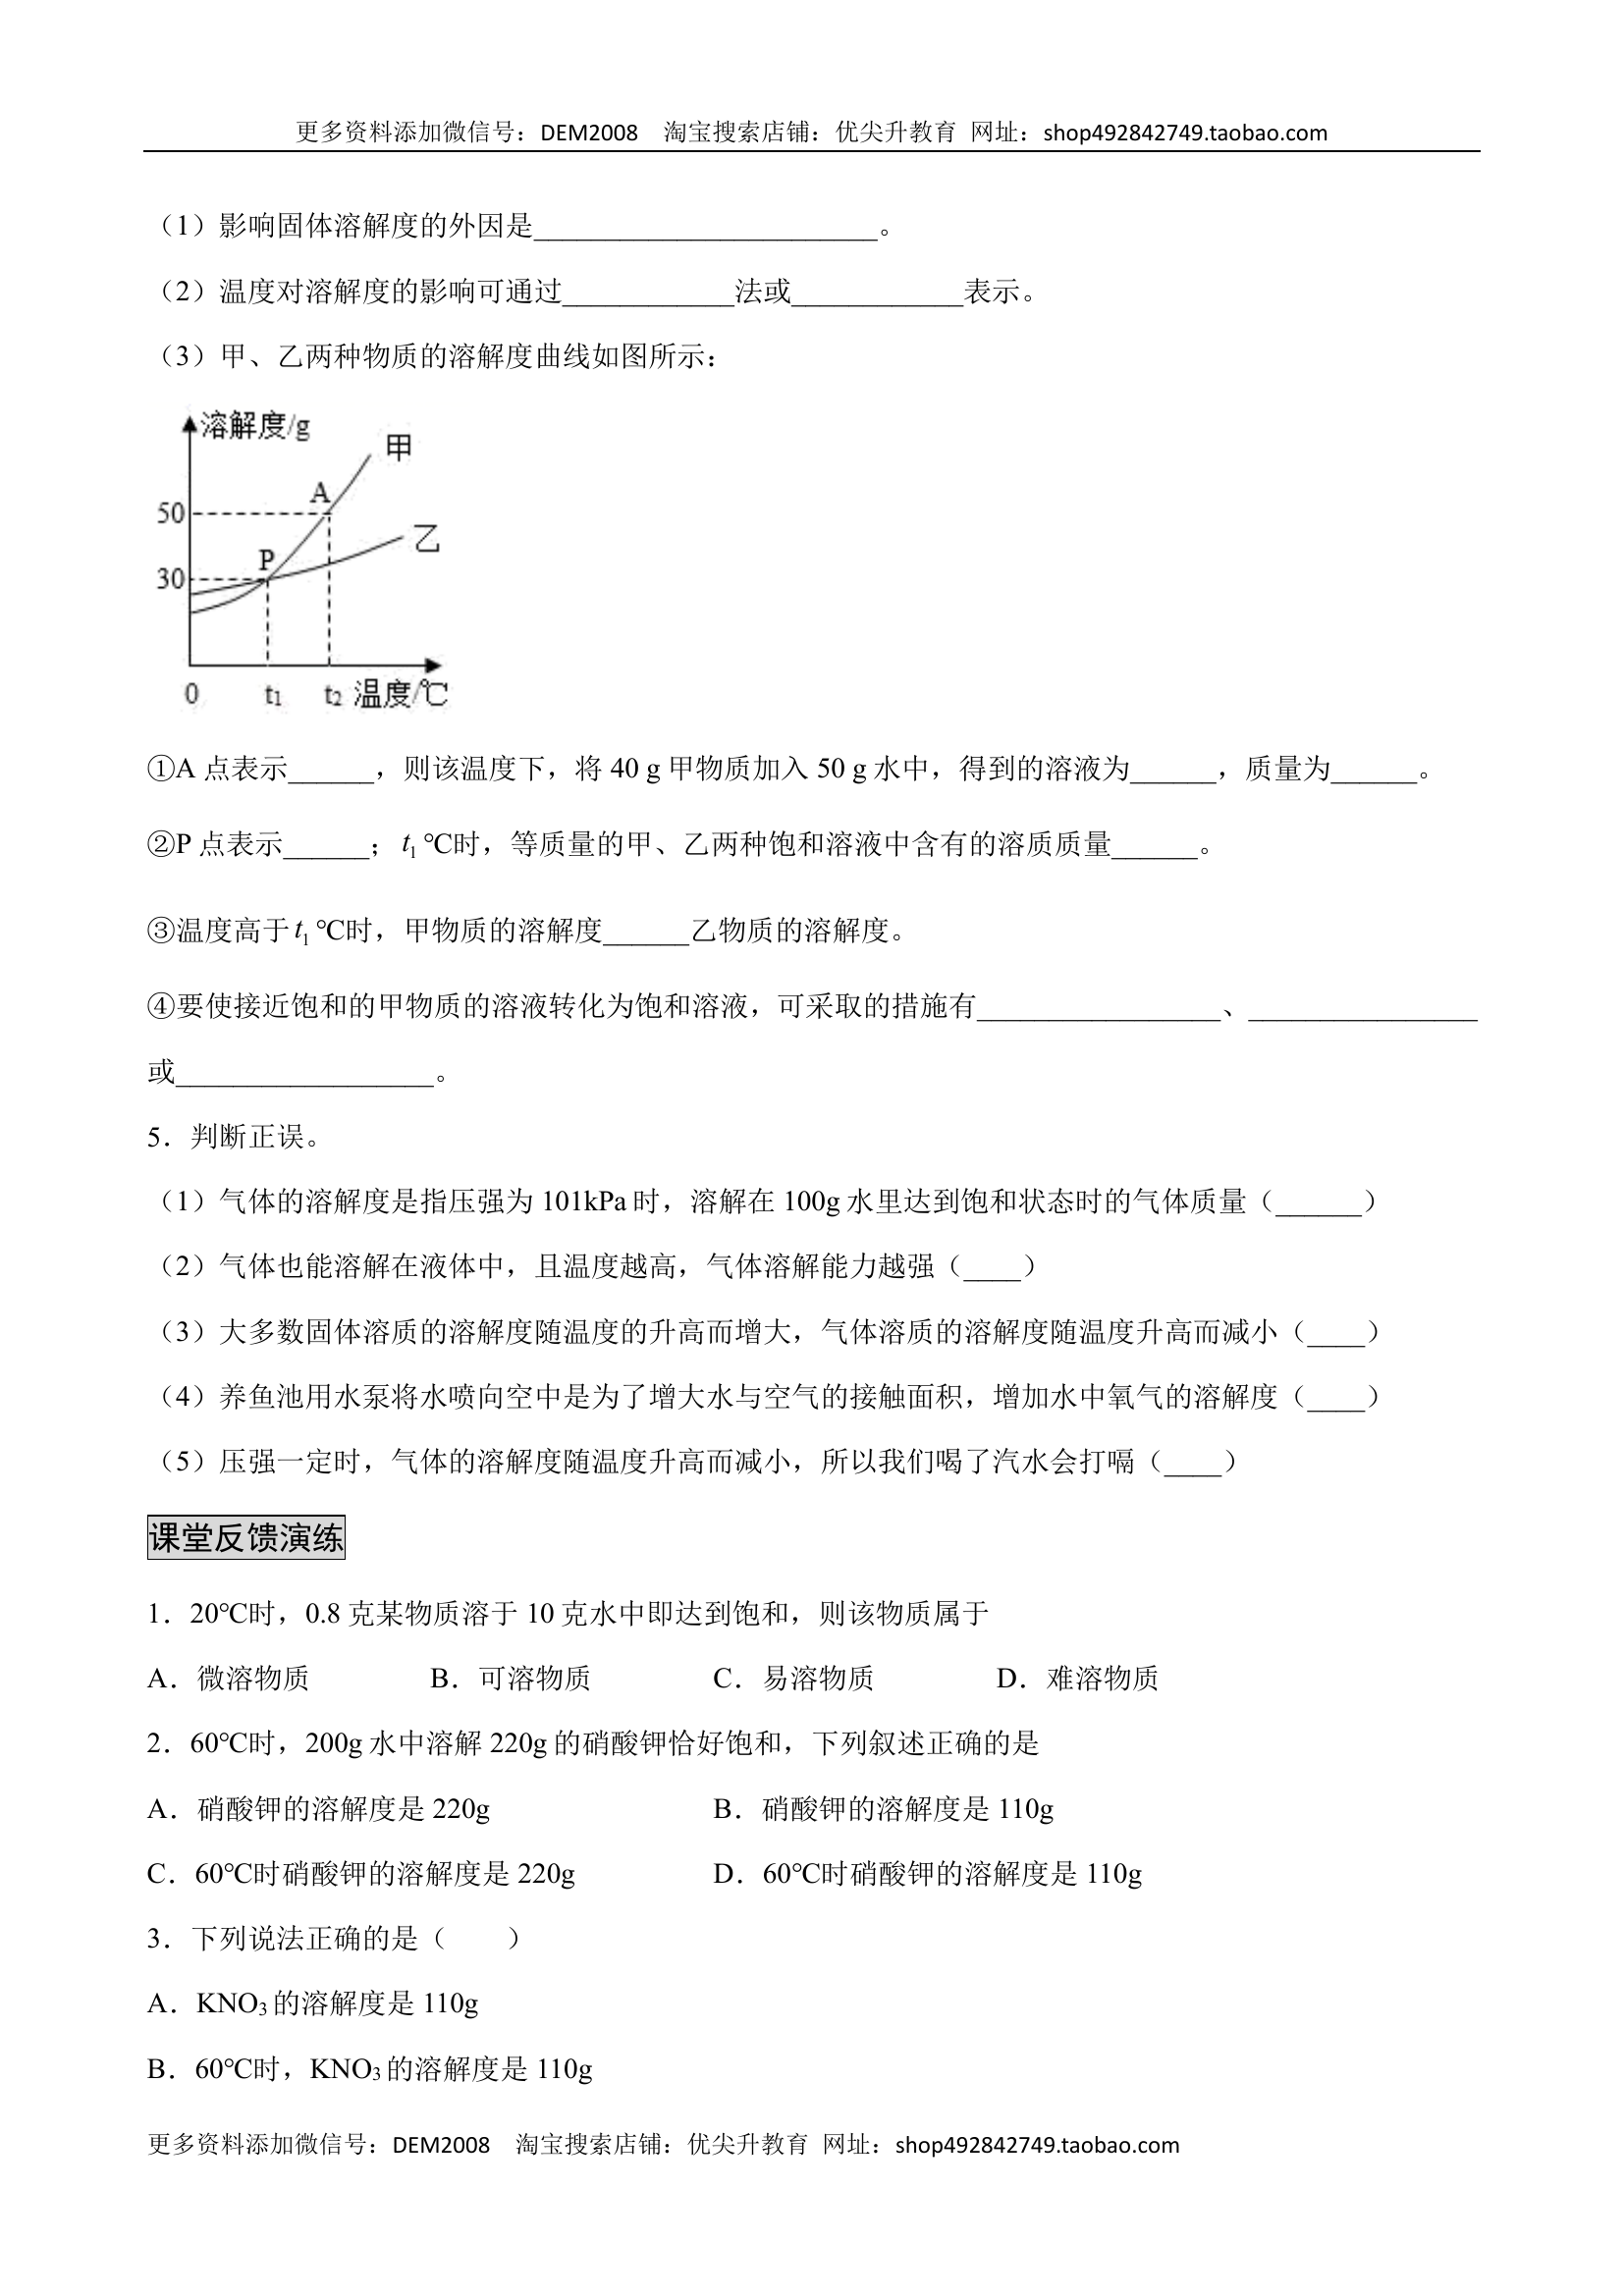 更多资料添加微信号：DEM2008 淘宝搜索店铺：优尖升教育 网址：shop492842749.taobao.com
（1）影响固体溶解度的外因是________________________。
（2）温度对溶解度的影响可通过____________法或____________表示。
（3）甲、乙两种物质的溶解度曲线如图所示：
溶解度/g
甲
A
50
乙
P
30
0 t₁ t₂ 温度/℃
①A 点表示______，则该温度下，将 40 g 甲物质加入 50 g 水中，得到的溶液为______，质量为______。
②P 点表示______；t₁ ℃时，等质量的甲、乙两种饱和溶液中含有的溶质质量______。
③温度高于 t₁ ℃时，甲物质的溶解度______乙物质的溶解度。
④要使接近饱和的甲物质的溶液转化为饱和溶液，可采取的措施有_________________、________________
或__________________。
5．判断正误。
（1）气体的溶解度是指压强为 101kPa 时，溶解在 100g 水里达到饱和状态时的气体质量（______）
（2）气体也能溶解在液体中，且温度越高，气体溶解能力越强（____）
（3）大多数固体溶质的溶解度随温度的升高而增大，气体溶质的溶解度随温度升高而减小（____）
（4）养鱼池用水泵将水喷向空中是为了增大水与空气的接触面积，增加水中氧气的溶解度（____）
（5）压强一定时，气体的溶解度随温度升高而减小，所以我们喝了汽水会打嗝（____）
课堂反馈演练
1．20℃时，0.8 克某物质溶于 10 克水中即达到饱和，则该物质属于
A．微溶物质 B．可溶物质 C．易溶物质 D．难溶物质
2．60℃时，200g 水中溶解 220g 的硝酸钾恰好饱和，下列叙述正确的是
A．硝酸钾的溶解度是 220g B．硝酸钾的溶解度是 110g
C．60℃时硝酸钾的溶解度是 220g D．60℃时硝酸钾的溶解度是 110g
3．下列说法正确的是（ ）
A．KNO₃ 的溶解度是 110g
B．60℃时，KNO₃ 的溶解度是 110g
更多资料添加微信号：DEM2008 淘宝搜索店铺：优尖升教育 网址：shop492842749.taobao.com